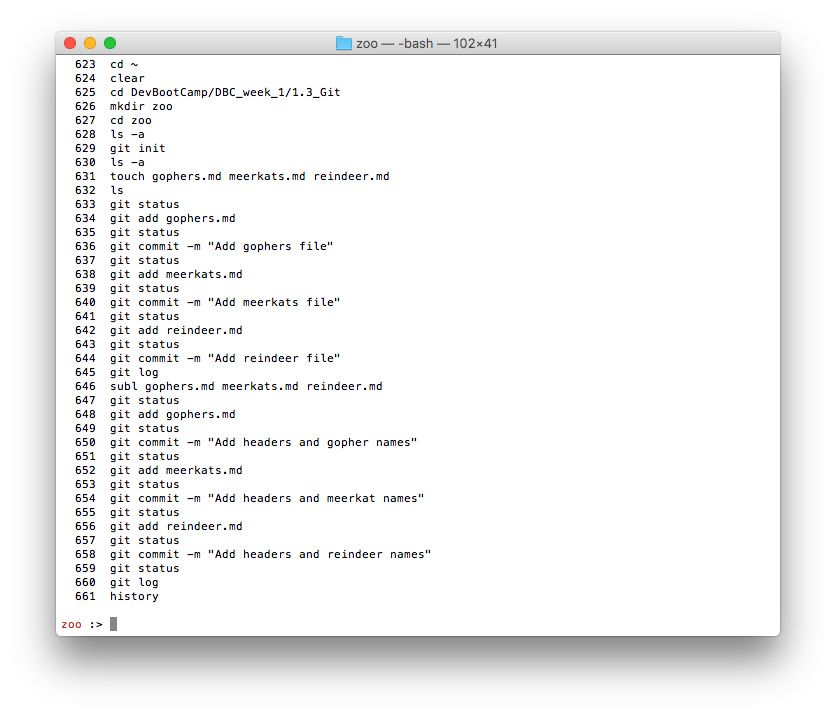 zoo — -bash — 102×41
623 cd ~
624 clear
625 cd DevBootCamp/DBC_week_1/1.3_Git
626 mkdir zoo
627 cd zoo
628 ls -a
629 git init
630 ls -a
631 touch gophers.md meerkats.md reindeer.md
632 ls
633 git status
634 git add gophers.md
635 git status
636 git commit -m "Add gophers file"
637 git status
638 git add meerkats.md
639 git status
640 git commit -m "Add meerkats file"
641 git status
642 git add reindeer.md
643 git status
644 git commit -m "Add reindeer file"
645 git log
646 subl gophers.md meerkats.md reindeer.md
647 git status
648 git add gophers.md
649 git status
650 git commit -m "Add headers and gopher names"
651 git status
652 git add meerkats.md
653 git status
654 git commit -m "Add headers and meerkat names"
655 git status
656 git add reindeer.md
657 git status
658 git commit -m "Add headers and reindeer names"
659 git status
660 git log
661 history
zoo :>